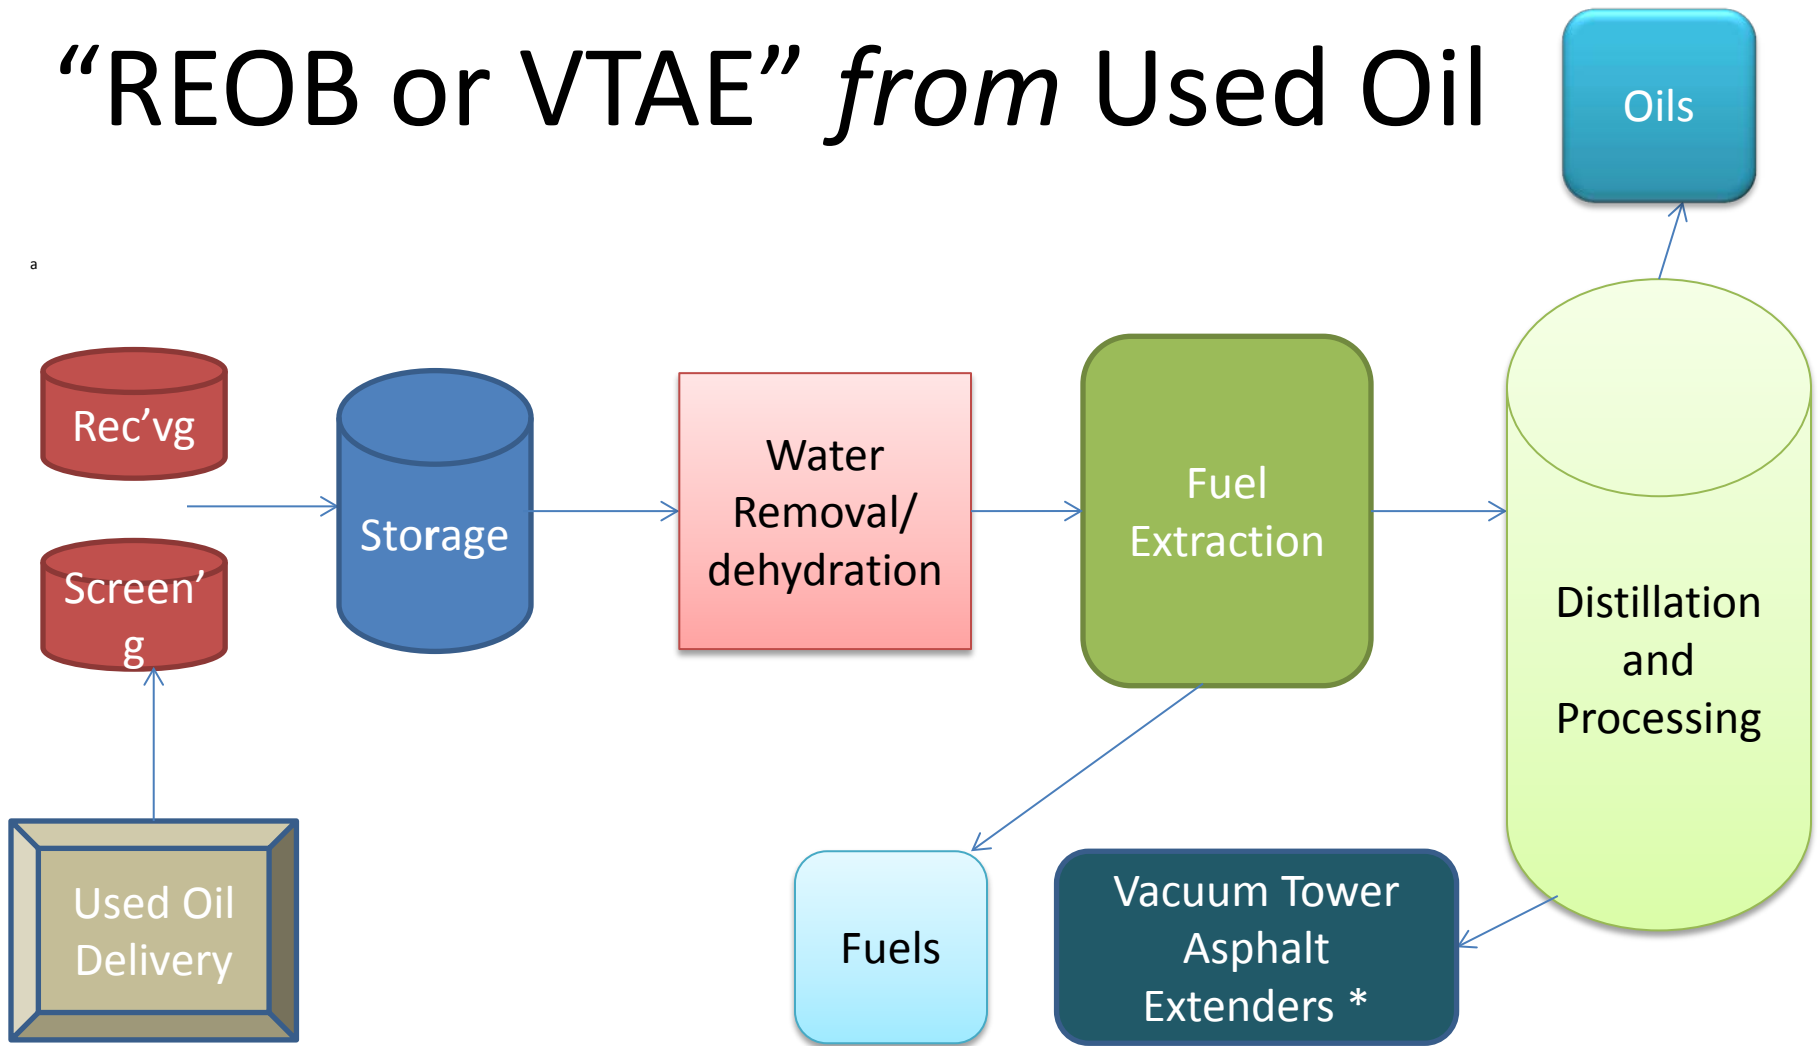 “REOB or VTAE” from Used Oil
Oils
a
Rec’vg
Screen’
g
Storage
Water
Removal/
dehydration
Fuel
Extraction
Distillation
and
Processing
Used Oil
Delivery
Fuels
Vacuum Tower
Asphalt
Extenders *